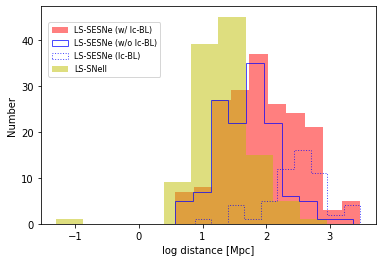 LS-SESNe (w/ Ic-BL)
LS-SESNe (w/o Ic-BL)
LS-SESNe (Ic-BL)
LS-SNeII
Number
40
30
20
10
0
−1 0 1 2 3
log distance [Mpc]